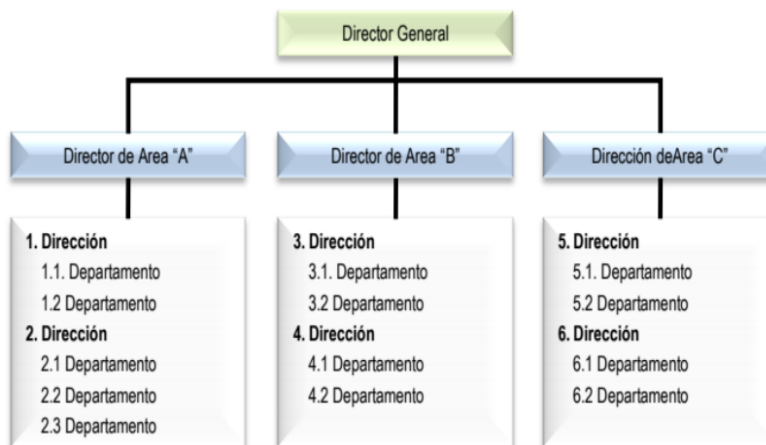 Director General
Director de Area “A”
Director de Area “B”
Dirección deArea “C”
1. Dirección
1.1. Departamento
1.2 Departamento
2. Dirección
2.1 Departamento
2.2 Departamento
2.3 Departamento
3. Dirección
3.1. Departamento
3.2 Departamento
4. Dirección
4.1 Departamento
4.2 Departamento
5. Dirección
5.1. Departamento
5.2 Departamento
6. Dirección
6.1 Departamento
6.2 Departamento